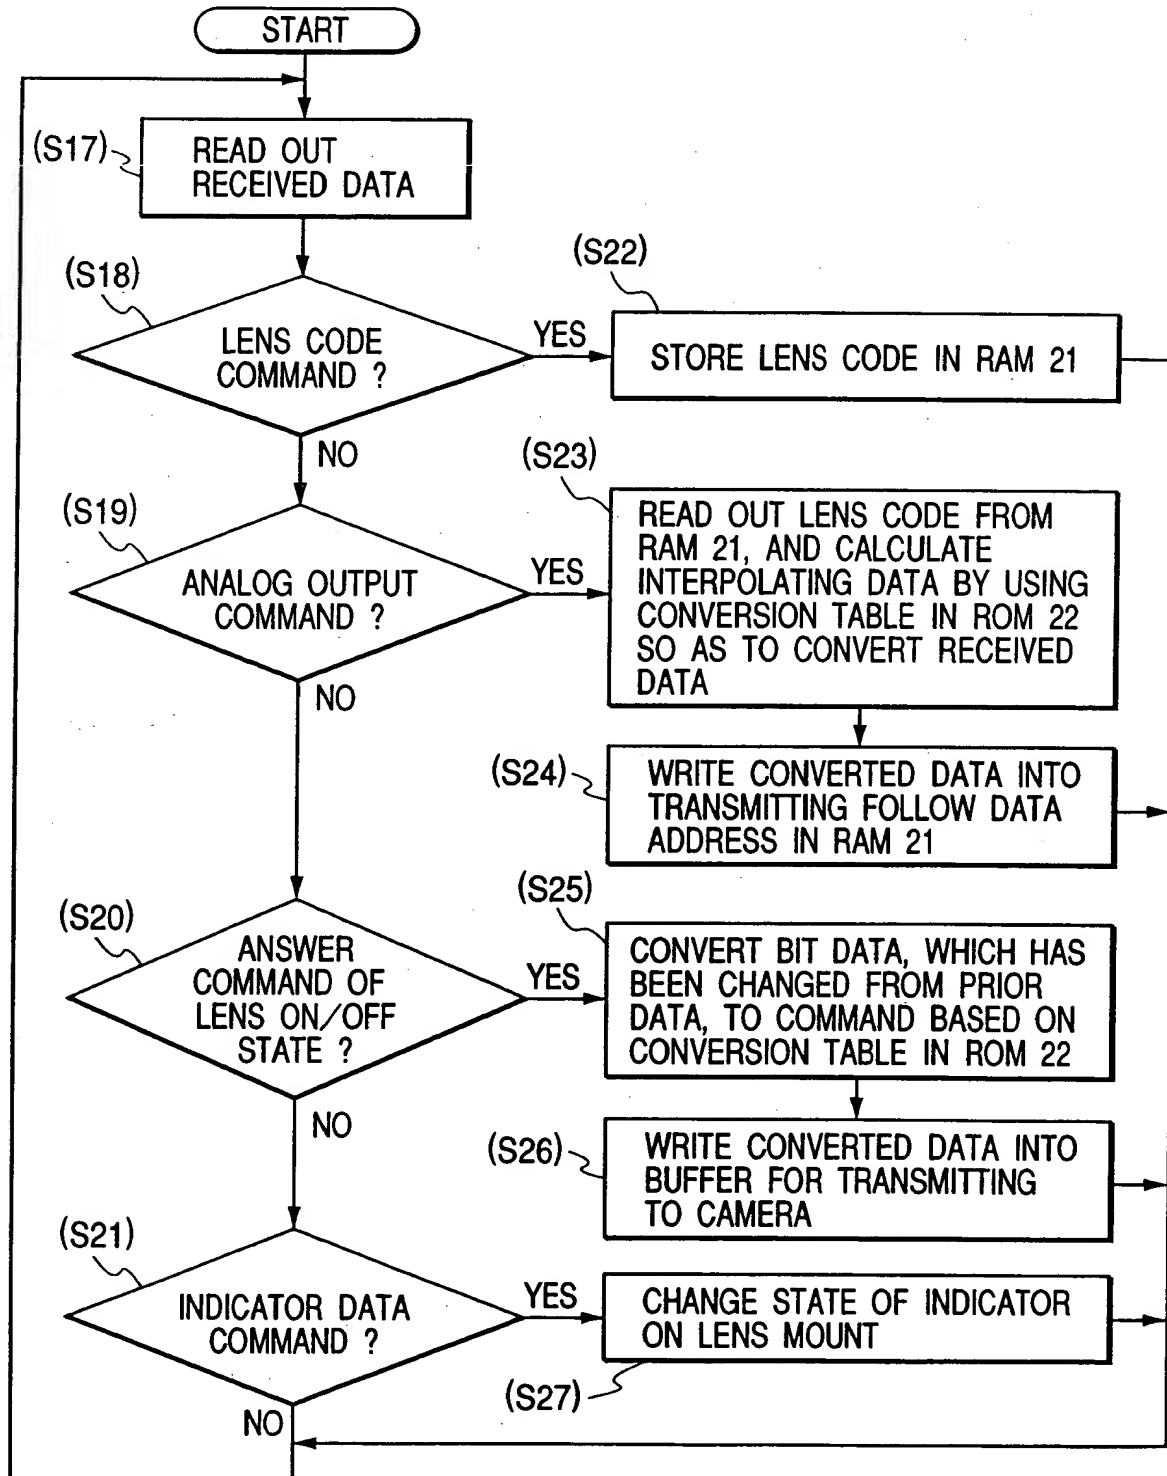 START
(S17)
READ OUT
RECEIVED DATA
(S18)
LENS CODE
COMMAND ?
YES
NO
(S22)
STORE LENS CODE IN RAM 21
(S19)
ANALOG OUTPUT
COMMAND ?
YES
NO
(S23)
READ OUT LENS CODE FROM
RAM 21, AND CALCULATE
INTERPOLATING DATA BY USING
CONVERSION TABLE IN ROM 22
SO AS TO CONVERT RECEIVED
DATA
(S24)
WRITE CONVERTED DATA INTO
TRANSMITTING FOLLOW DATA
ADDRESS IN RAM 21
(S20)
ANSWER
COMMAND OF
LENS ON/OFF
STATE ?
YES
NO
(S25)
CONVERT BIT DATA, WHICH HAS
BEEN CHANGED FROM PRIOR
DATA, TO COMMAND BASED ON
CONVERSION TABLE IN ROM 22
(S26)
WRITE CONVERTED DATA INTO
BUFFER FOR TRANSMITTING
TO CAMERA
(S21)
INDICATOR DATA
COMMAND ?
YES
NO
CHANGE STATE OF INDICATOR
ON LENS MOUNT
(S27)